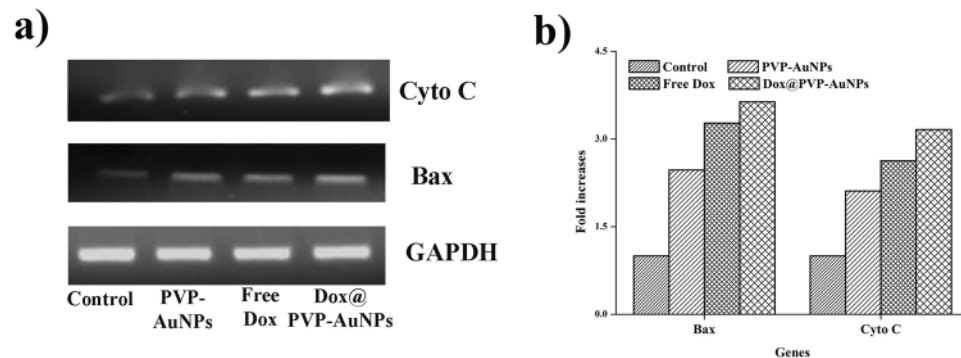 a)
Cyto C
Bax
GAPDH
Control
PVP-
AuNPs
Free
Dox
Dox@
PVP-AuNPs
b)
4.5
3.0
1.5
0.0
Fold increases
Control
PVP-AuNPs
Free Dox
Dox@PVP-AuNPs
Bax
Cyto C
Genes